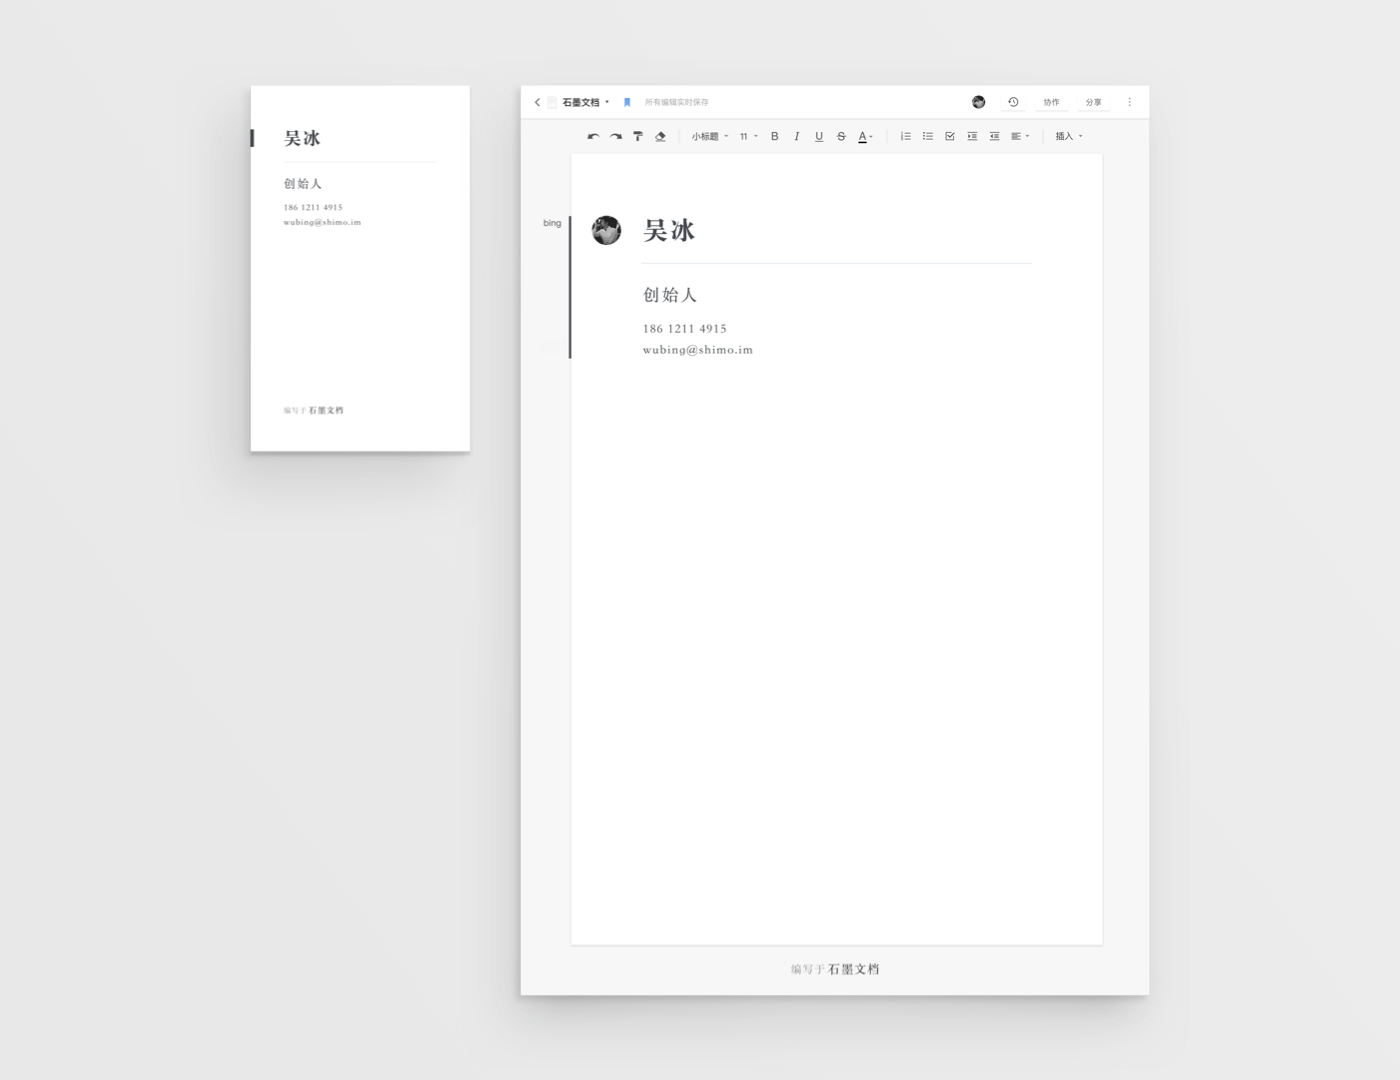 吴冰
创始人
186 1211 4915
wubing@shimo.im
编写于 石墨文档
石墨文档
所有编辑实时保存
协作
分享
小标题
11
B
I
U
S
A
插入
bing
吴冰
创始人
186 1211 4915
wubing@shimo.im
编写于 石墨文档